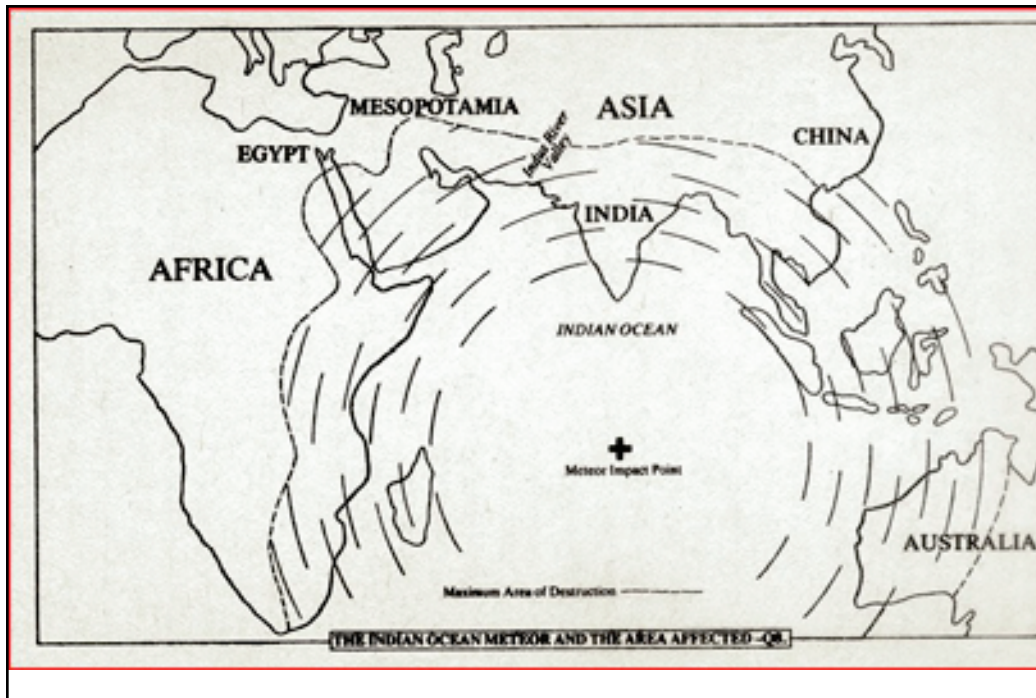 MESOPOTAMIA
ASIA
CHINA
EGYPT
Indus River
Valley
INDIA
AFRICA
INDIAN OCEAN
Meteor Impact Point
AUSTRALIA
Maximum Area of Destruction
THE INDIAN OCEAN METEOR AND THE AREA AFFECTED